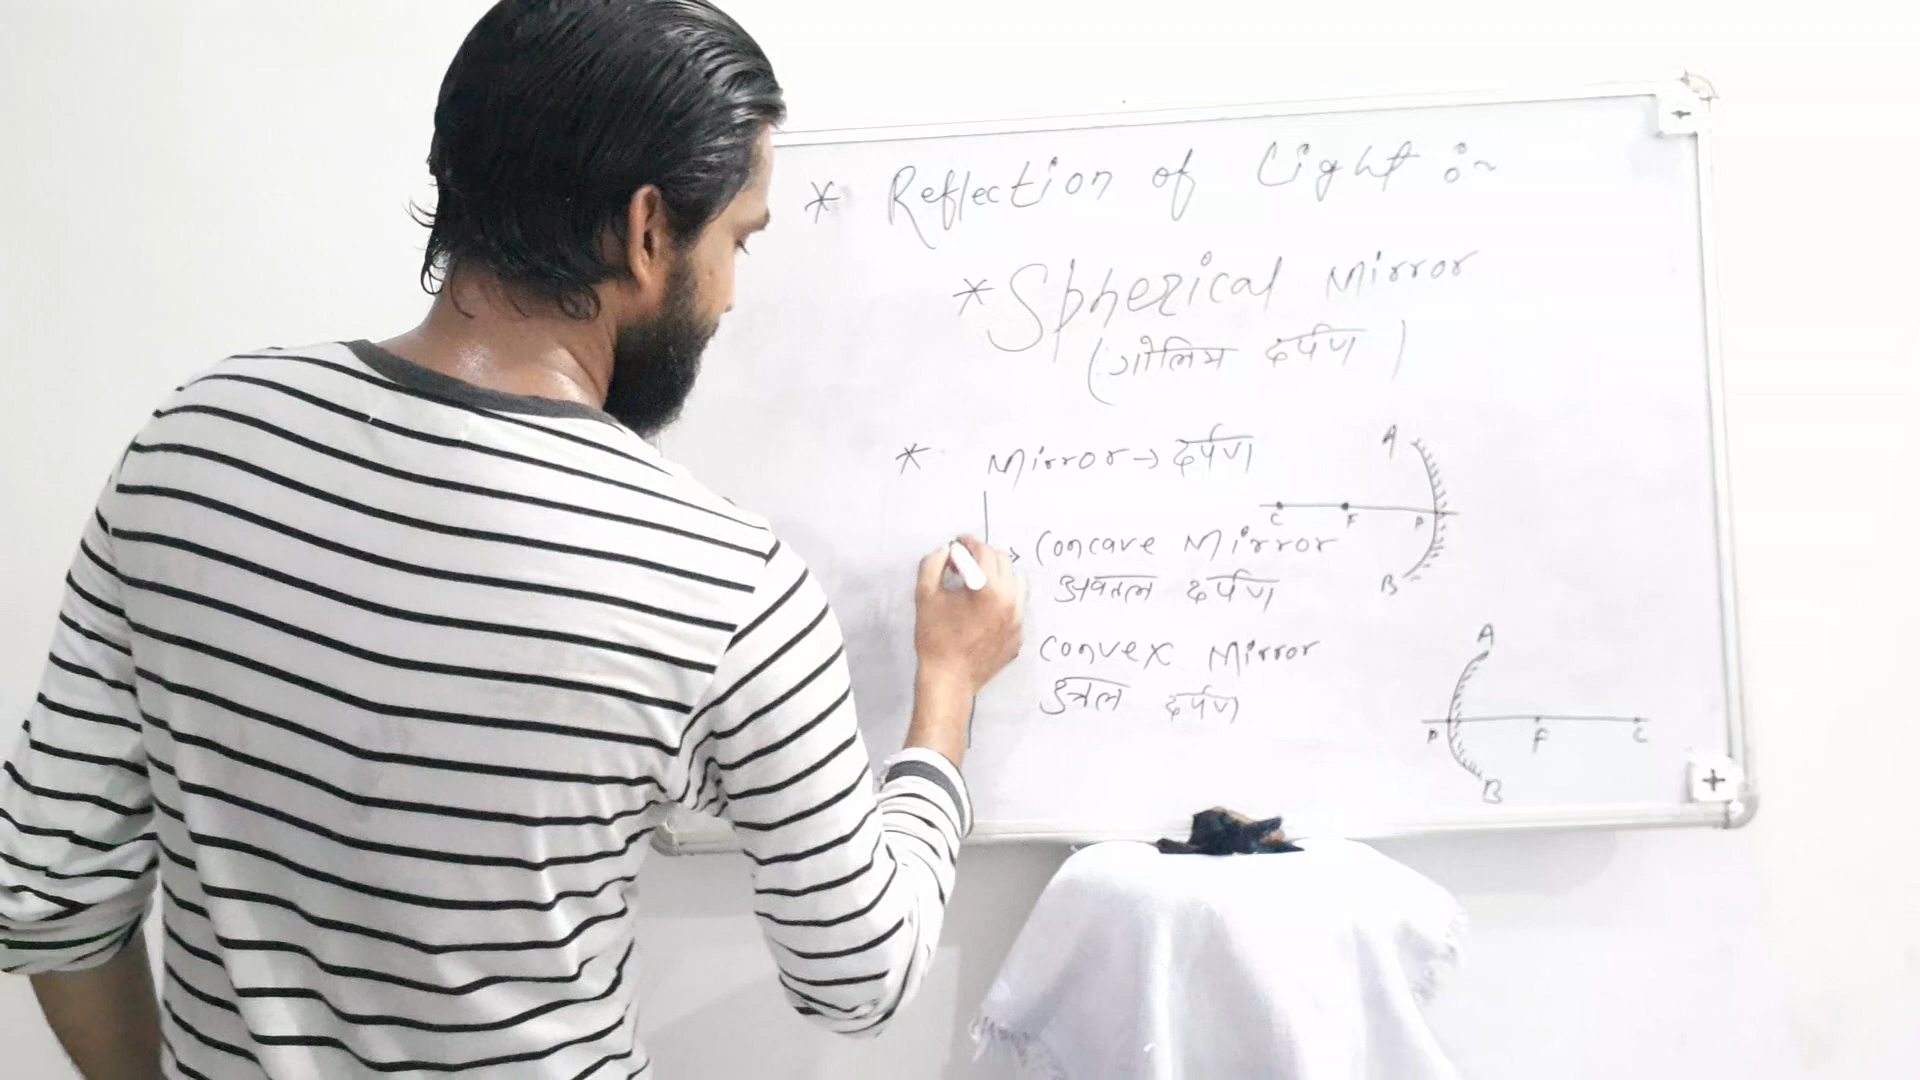 * Reflection of Light :~
* Spherical Mirror
(गोलिय दर्पण)
* Mirror → दर्पण
→ Concave Mirror
अवतल दर्पण
A
C F P
B
Convex Mirror
उत्रल दर्पण
A
P F C
B